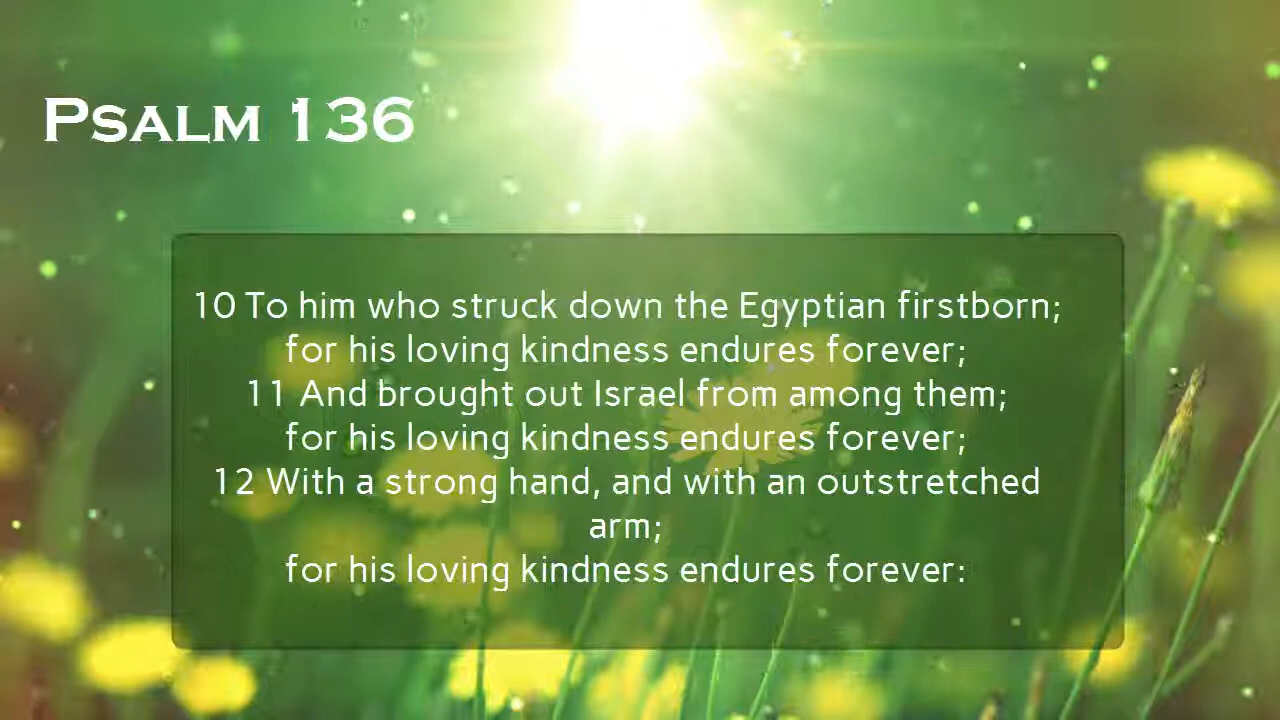 Psalm 136
10 To him who struck down the Egyptian firstborn;
for his loving kindness endures forever;
11 And brought out Israel from among them;
for his loving kindness endures forever;
12 With a strong hand, and with an outstretched
arm;
for his loving kindness endures forever: